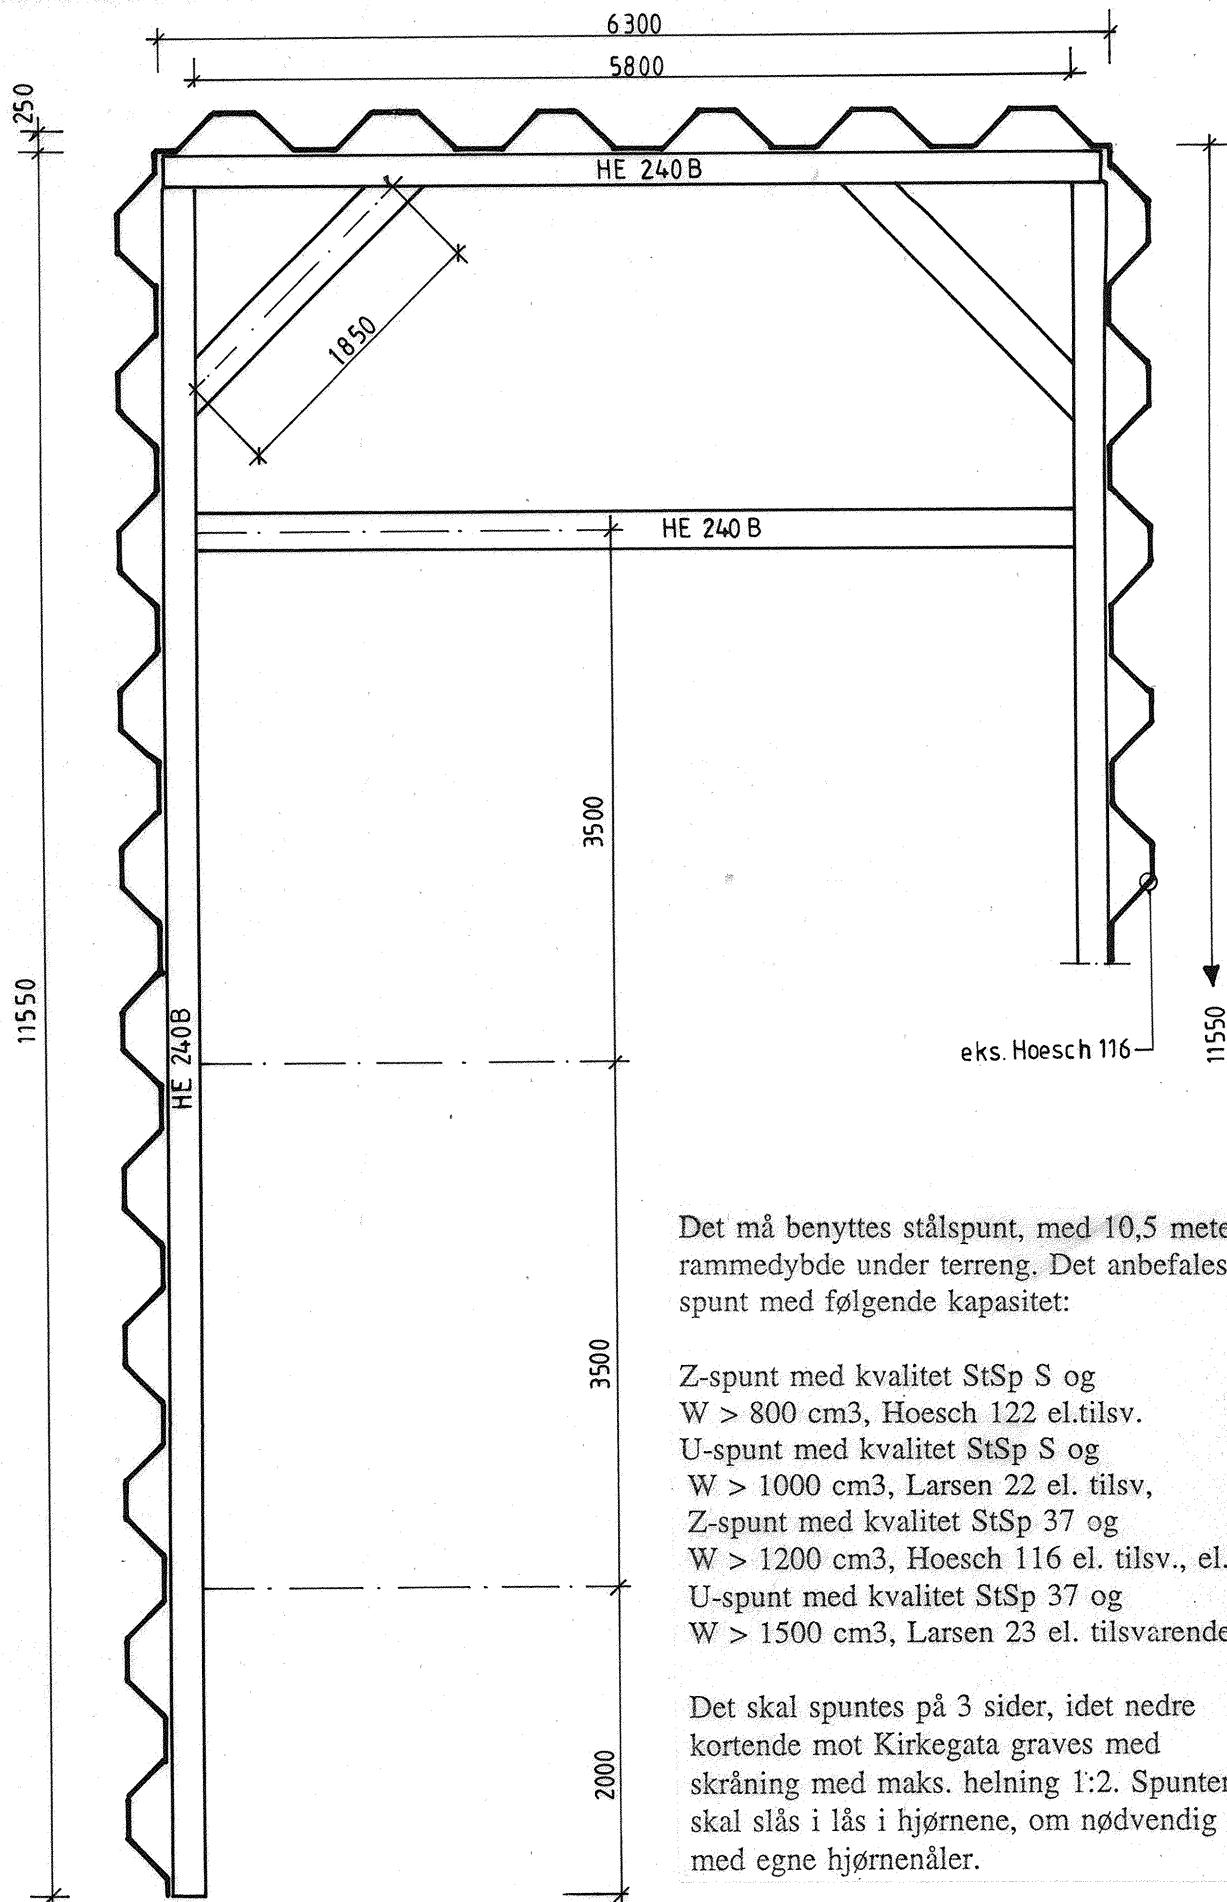 6300
5800
250
HE 240B
1850
HE 240B
3500
11550
HE 240B
eks. Hoesch 116
11550
3500
2000
Det må benyttes stålspunt, med 10,5 mete
rammedybde under terreng. Det anbefales
spunt med følgende kapasitet:
Z-spunt med kvalitet StSp S og
W > 800 cm3, Hoesch 122 el.tilsv.
U-spunt med kvalitet StSp S og
W > 1000 cm3, Larsen 22 el. tilsv,
Z-spunt med kvalitet StSp 37 og
W > 1200 cm3, Hoesch 116 el. tilsv., el.
U-spunt med kvalitet StSp 37 og
W > 1500 cm3, Larsen 23 el. tilsvarende
Det skal spuntes på 3 sider, idet nedre
kortende mot Kirkegata graves med
skråning med maks. helning 1:2. Spunten
skal slås i lås i hjørnene, om nødvendig
med egne hjørnenåler.